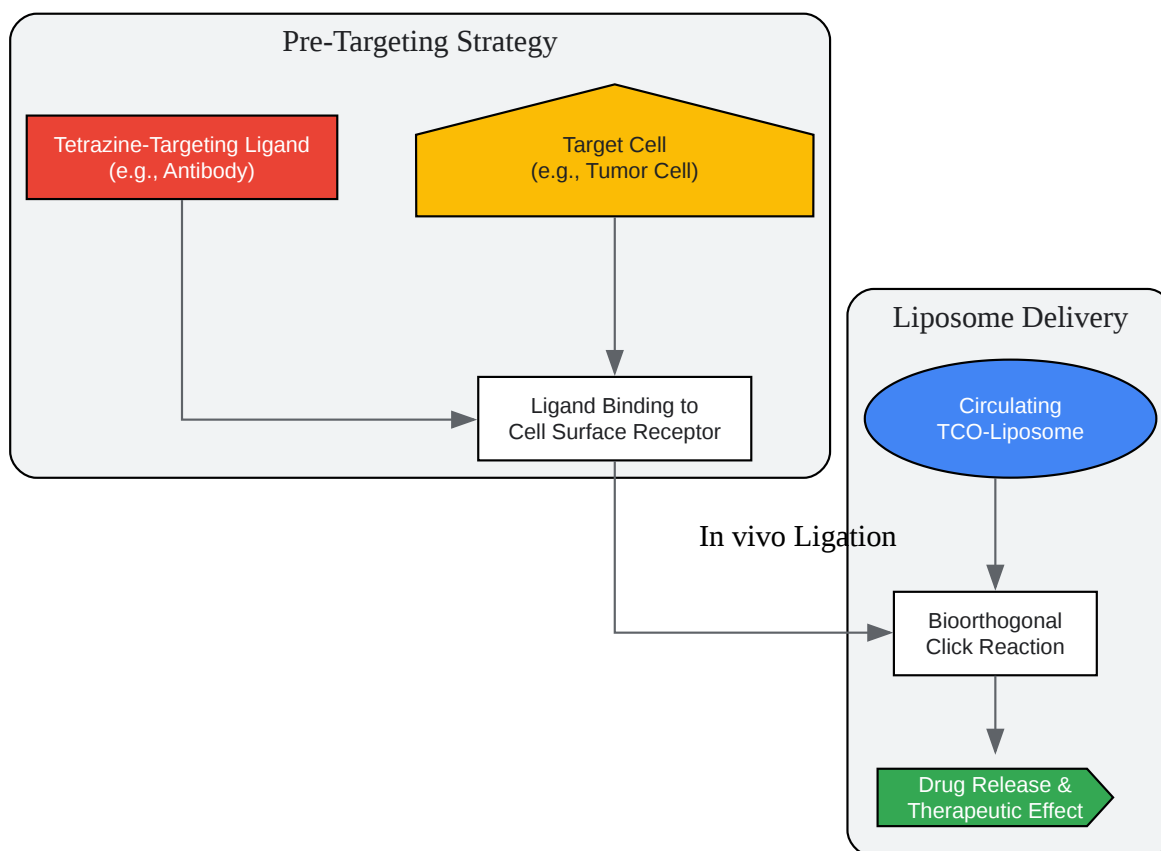 Pre-Targeting Strategy
Tetrazine-Targeting Ligand
(e.g., Antibody)
Target Cell
(e.g., Tumor Cell)
Ligand Binding to
Cell Surface Receptor
In vivo Ligation
Liposome Delivery
Circulating
TCO-Liposome
Bioorthogonal
Click Reaction
Drug Release &
Therapeutic Effect